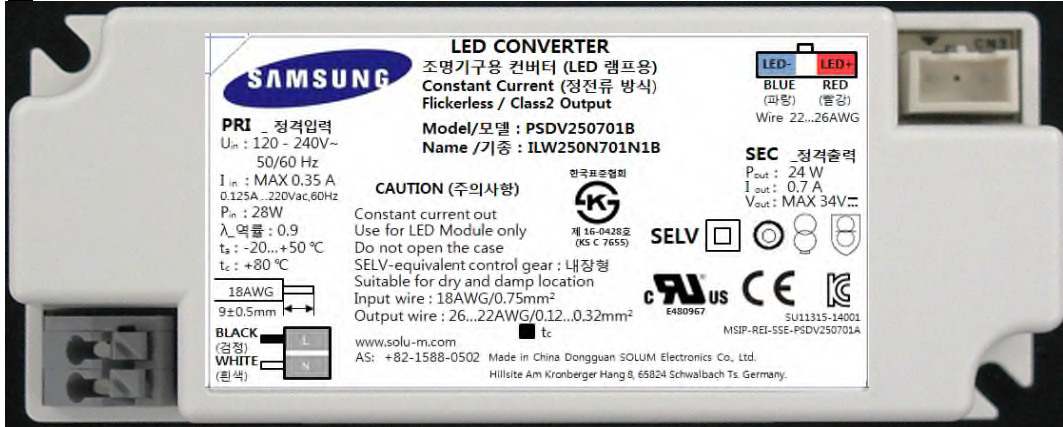 SAMSUNG
LED CONVERTER
조명기구용 컨버터 (LED 램프용)
Constant Current (정전류 방식)
Flickerless / Class2 Output
Model/모델 : PSDV250701B
Name /기종 : ILW250N701N1B
LED- LED+
BLUE RED
(파랑) (빨강)
Wire 22...26AWG
CN3
PRI _ 정격입력
Uin : 120 - 240V~
50/60 Hz
I in : MAX 0.35 A
0.125A...220Vac,60Hz
Pin : 28W
λ_역률 : 0.9
ta : -20...+50 ℃
tc : +80 ℃
18AWG
9±0.5mm
BLACK
(검정)
L
WHITE
(흰색)
N
CAUTION (주의사항)
Constant current out
Use for LED Module only
Do not open the case
SELV-equivalent control gear : 내장형
Suitable for dry and damp location
Input wire : 18AWG/0.75mm²
Output wire : 26...22AWG/0.12...0.32mm²
tc
www.solu-m.com
AS: +82-1588-0502 Made in China Dongguan SOLUM Electronics Co., Ltd.
Hillsite Am Kronberger Hang 8, 65824 Schwalbach Ts. Germany.
한국표준협회
제 16-0428호
(KS C 7655)
SEC _정격출력
Pout : 24 W
I out : 0.7 A
Vout : MAX 34V
SELV
c RU US
E480967
CE
SU11315-14001
MSIP-REI-SSE-PSDV250701A